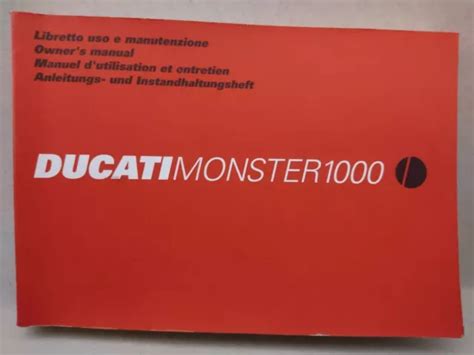 Libretto uso e manutenzione
Owner's manual
Manuel d'utilisation et entretien
Anleitungs- und Instandhaltungsheft
DUCATIMONSTER1000